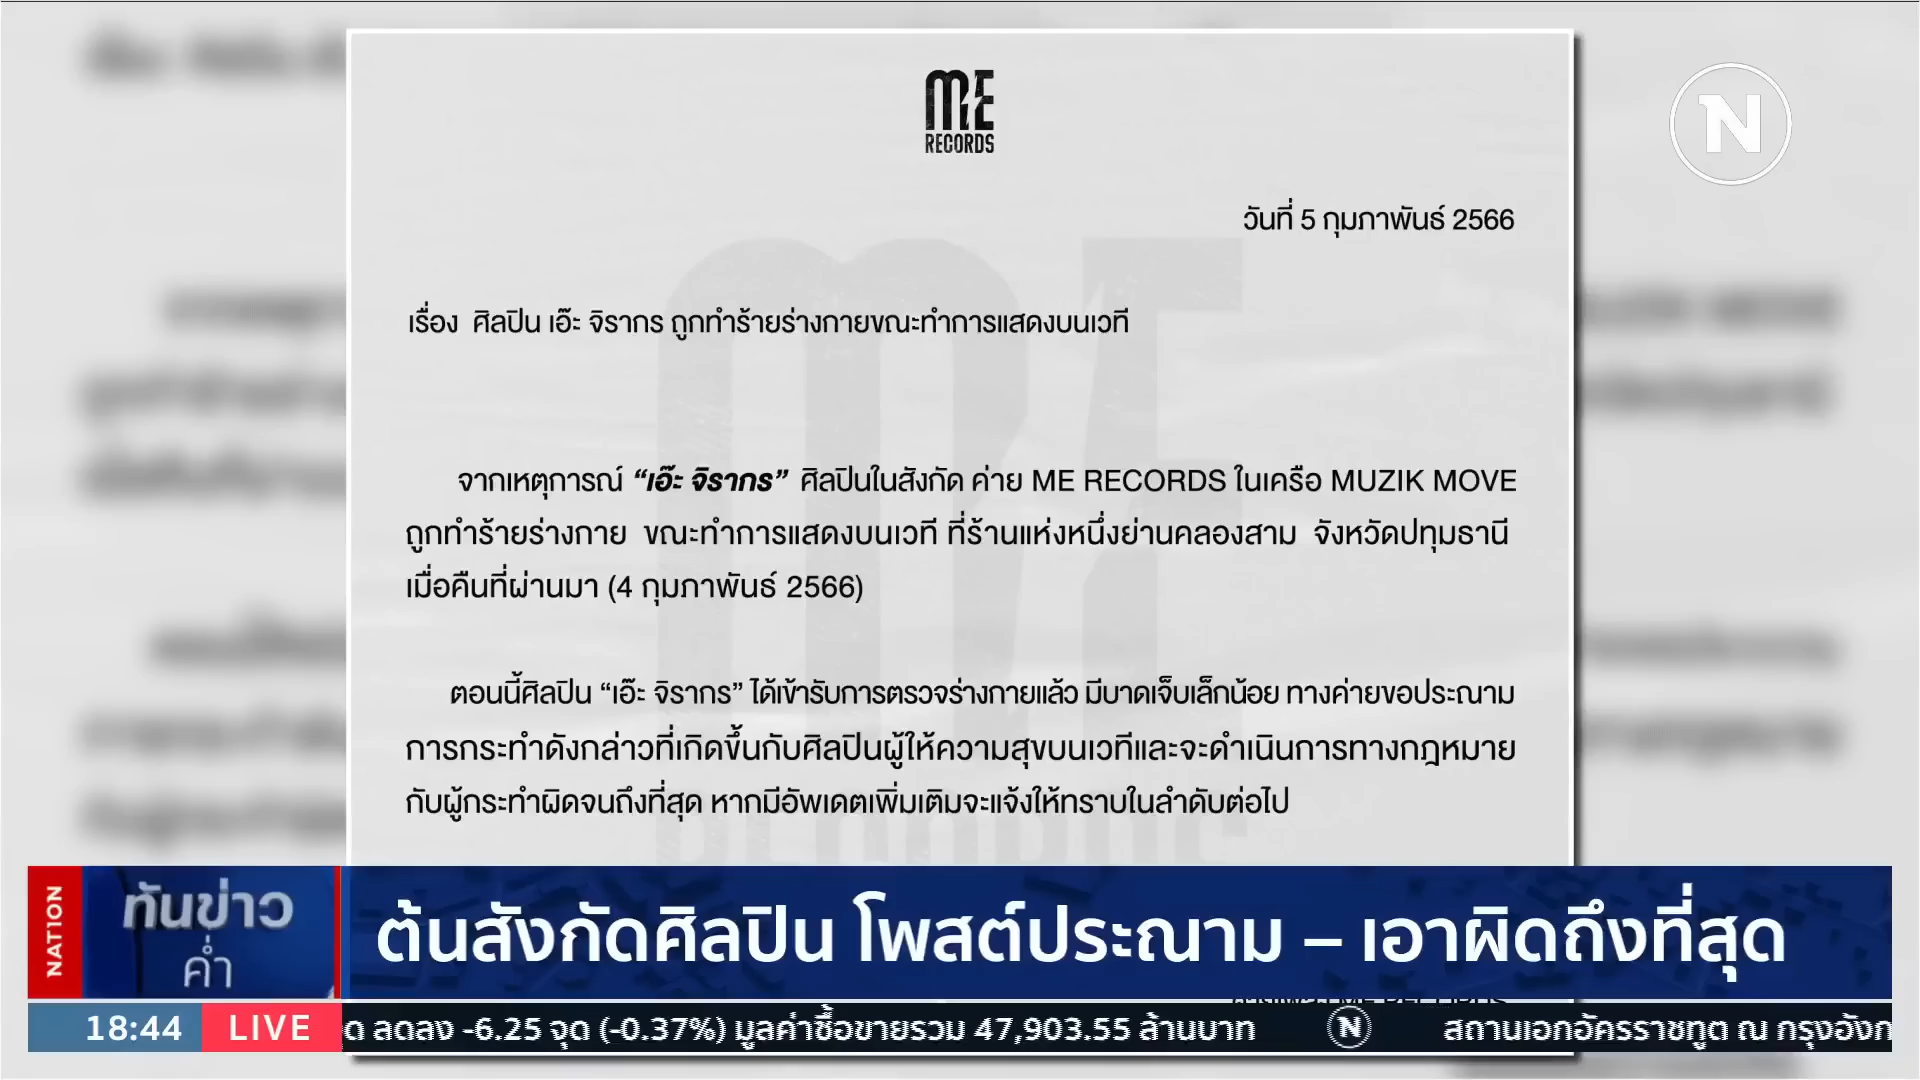 ME
RECORDS
N
วันที่ 5 กุมภาพันธ์ 2566
เรื่อง ศิลปิน เอ๊ะ จิรากร ถูกทำร้ายร่างกายขณะทำการแสดงบนเวที
จากเหตุการณ์ “เอ๊ะ จิรากร” ศิลปินในสังกัด ค่าย ME RECORDS ในเครือ MUZIK MOVE
ถูกทำร้ายร่างกาย ขณะทำการแสดงบนเวที ที่ร้านแห่งหนึ่งย่านคลองสาม จังหวัดปทุมธานี
เมื่อคืนที่ผ่านมา (4 กุมภาพันธ์ 2566)
ตอนนี้ศิลปิน “เอ๊ะ จิรากร” ได้เข้ารับการตรวจร่างกายแล้ว มีบาดเจ็บเล็กน้อย ทางค่ายขอประณาม
การกระทำดังกล่าวที่เกิดขึ้นกับศิลปินผู้ให้ความสุขบนเวทีและจะดำเนินการทางกฎหมาย
กับผู้กระทำผิดจนถึงที่สุด หากมีอัพเดตเพิ่มเติมจะแจ้งให้ทราบในลำดับต่อไป
NATION
ทันข่าว
ค่ำ
ต้นสังกัดศิลปิน โพสต์ประณาม – เอาผิดถึงที่สุด
18:44 LIVE ด ลดลง -6.25 จุด (-0.37%) มูลค่าซื้อขายรวม 47,903.55 ล้านบาท N สถานเอกอัครราชทูต ณ กรุงอังก